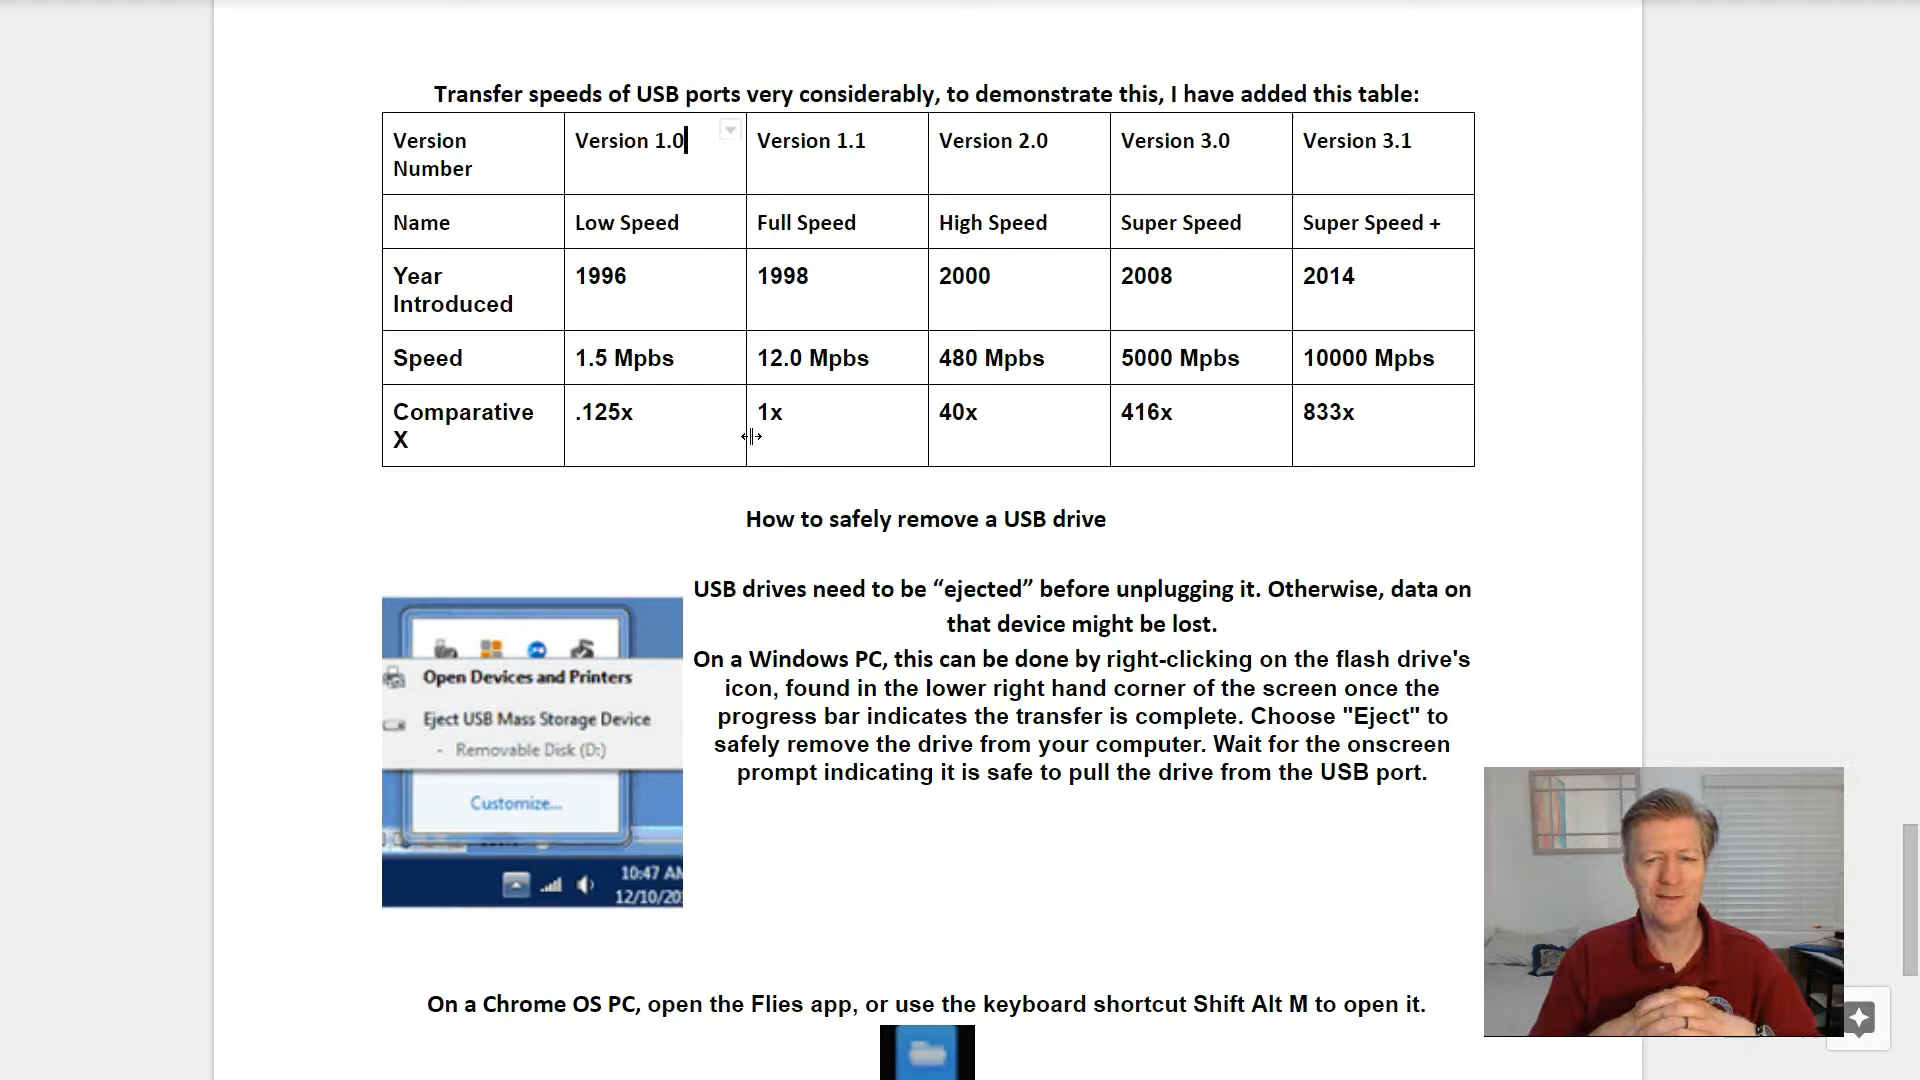 Transfer speeds of USB ports very considerably, to demonstrate this, I have added this table:
Version Number Version 1.0 Version 1.1 Version 2.0 Version 3.0 Version 3.1
Name Low Speed Full Speed High Speed Super Speed Super Speed +
Year Introduced 1996 1998 2000 2008 2014
Speed 1.5 Mpbs 12.0 Mpbs 480 Mpbs 5000 Mpbs 10000 Mpbs
Comparative X .125x 1x 40x 416x 833x
How to safely remove a USB drive
USB drives need to be “ejected” before unplugging it. Otherwise, data on
that device might be lost.
On a Windows PC, this can be done by right-clicking on the flash drive's
icon, found in the lower right hand corner of the screen once the
progress bar indicates the transfer is complete. Choose "Eject" to
safely remove the drive from your computer. Wait for the onscreen
prompt indicating it is safe to pull the drive from the USB port.
Open Devices and Printers
Eject USB Mass Storage Device
- Removable Disk (D:)
Customize...
10:47 AM
12/10/20
On a Chrome OS PC, open the Flies app, or use the keyboard shortcut Shift Alt M to open it.